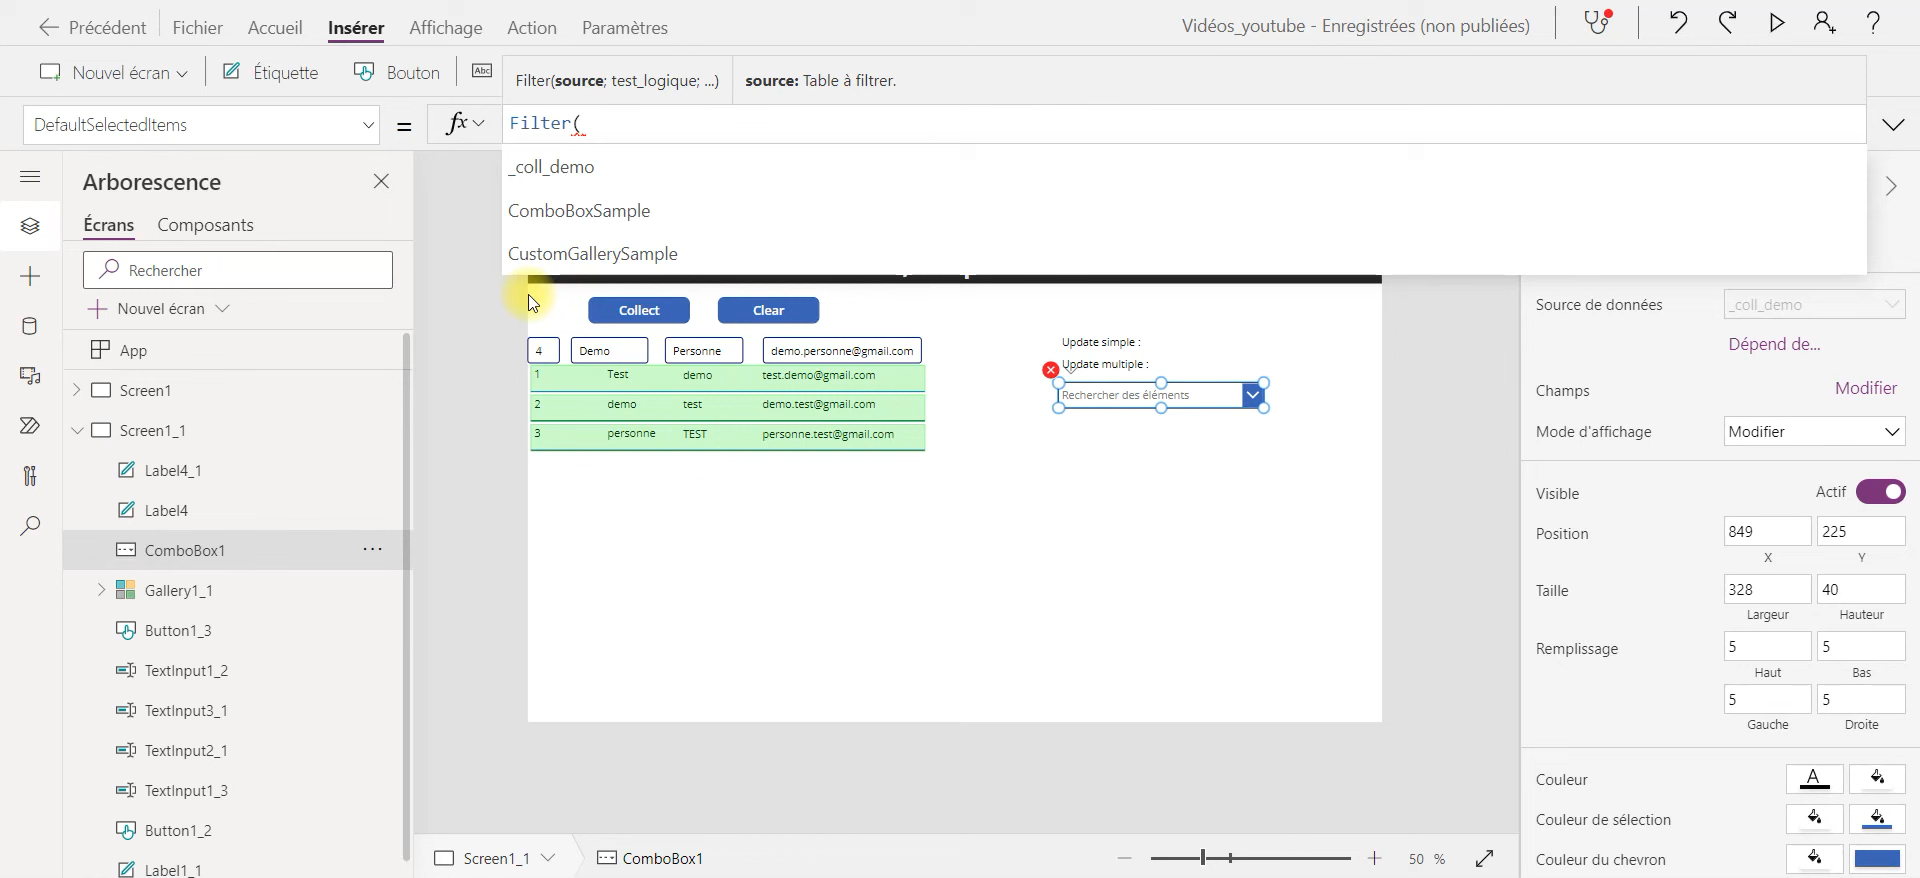 Précédent Fichier Accueil Insérer Affichage Action Paramètres Vidéos_youtube - Enregistrées (non publiées) ?
Nouvel écran Étiquette Bouton Abc Filter(source; test_logique; ...) source: Table à filtrer.
DefaultSelectedItems = fx Filter(
_coll_demo
ComboBoxSample
CustomGallerySample
Arborescence
Écrans Composants
Rechercher
Nouvel écran
App
Screen1
Screen1_1
Label4_1
Label4
ComboBox1 ...
Gallery1_1
Button1_3
TextInput1_2
TextInput3_1
TextInput2_1
TextInput1_3
Button1_2
Label1_1
Collect Clear
4 Demo Personne demo.personne@gmail.com
1 Test demo test.demo@gmail.com
2 demo test demo.test@gmail.com
3 personne TEST personne.test@gmail.com
Update simple :
Update multiple :
Rechercher des éléments
Source de données _coll_demo
Dépend de...
Champs Modifier
Mode d'affichage Modifier
Visible Actif
Position 849 225
X Y
Taille 328 40
Largeur Hauteur
Remplissage 5 5
Haut Bas
5 5
Gauche Droite
Couleur A
Couleur de sélection
Couleur du chevron
Screen1_1 ComboBox1 50 %